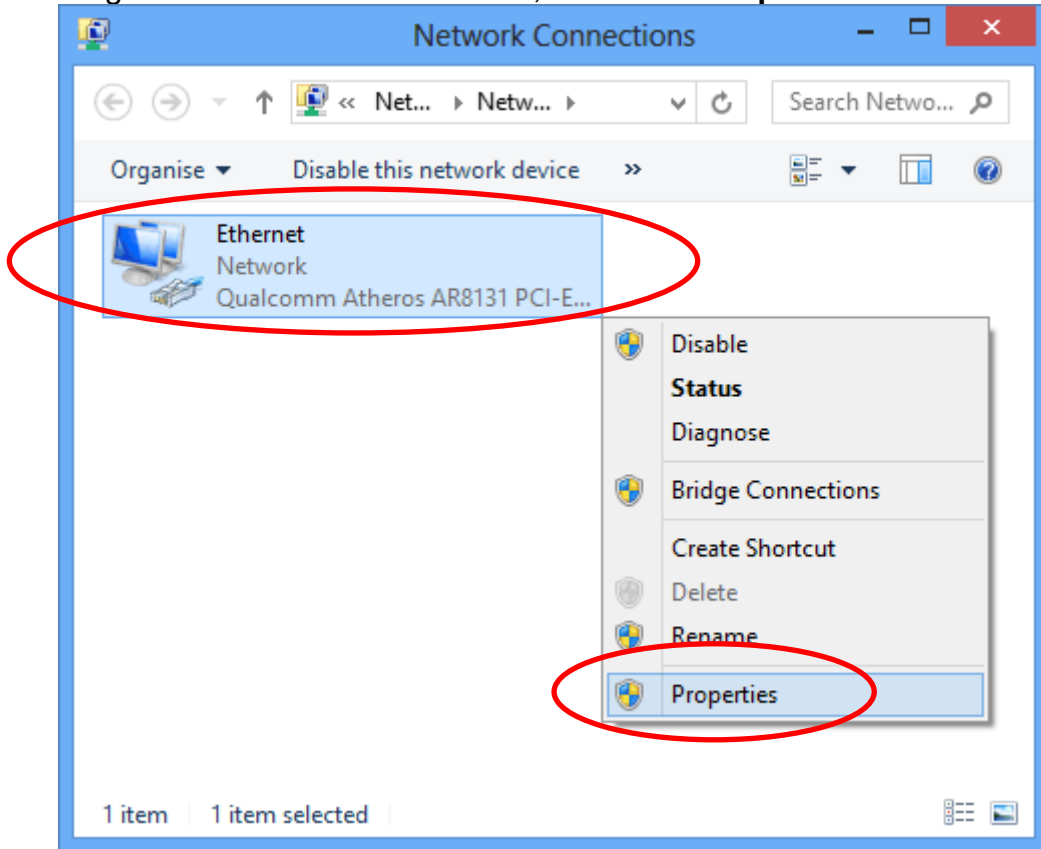 Network Connections
« Net... Netw... Search Netwo...
Organise Disable this network device »
Ethernet
Network
Qualcomm Atheros AR8131 PCI-E...
Disable
Status
Diagnose
Bridge Connections
Create Shortcut
Delete
Rename
Properties
1 item 1 item selected